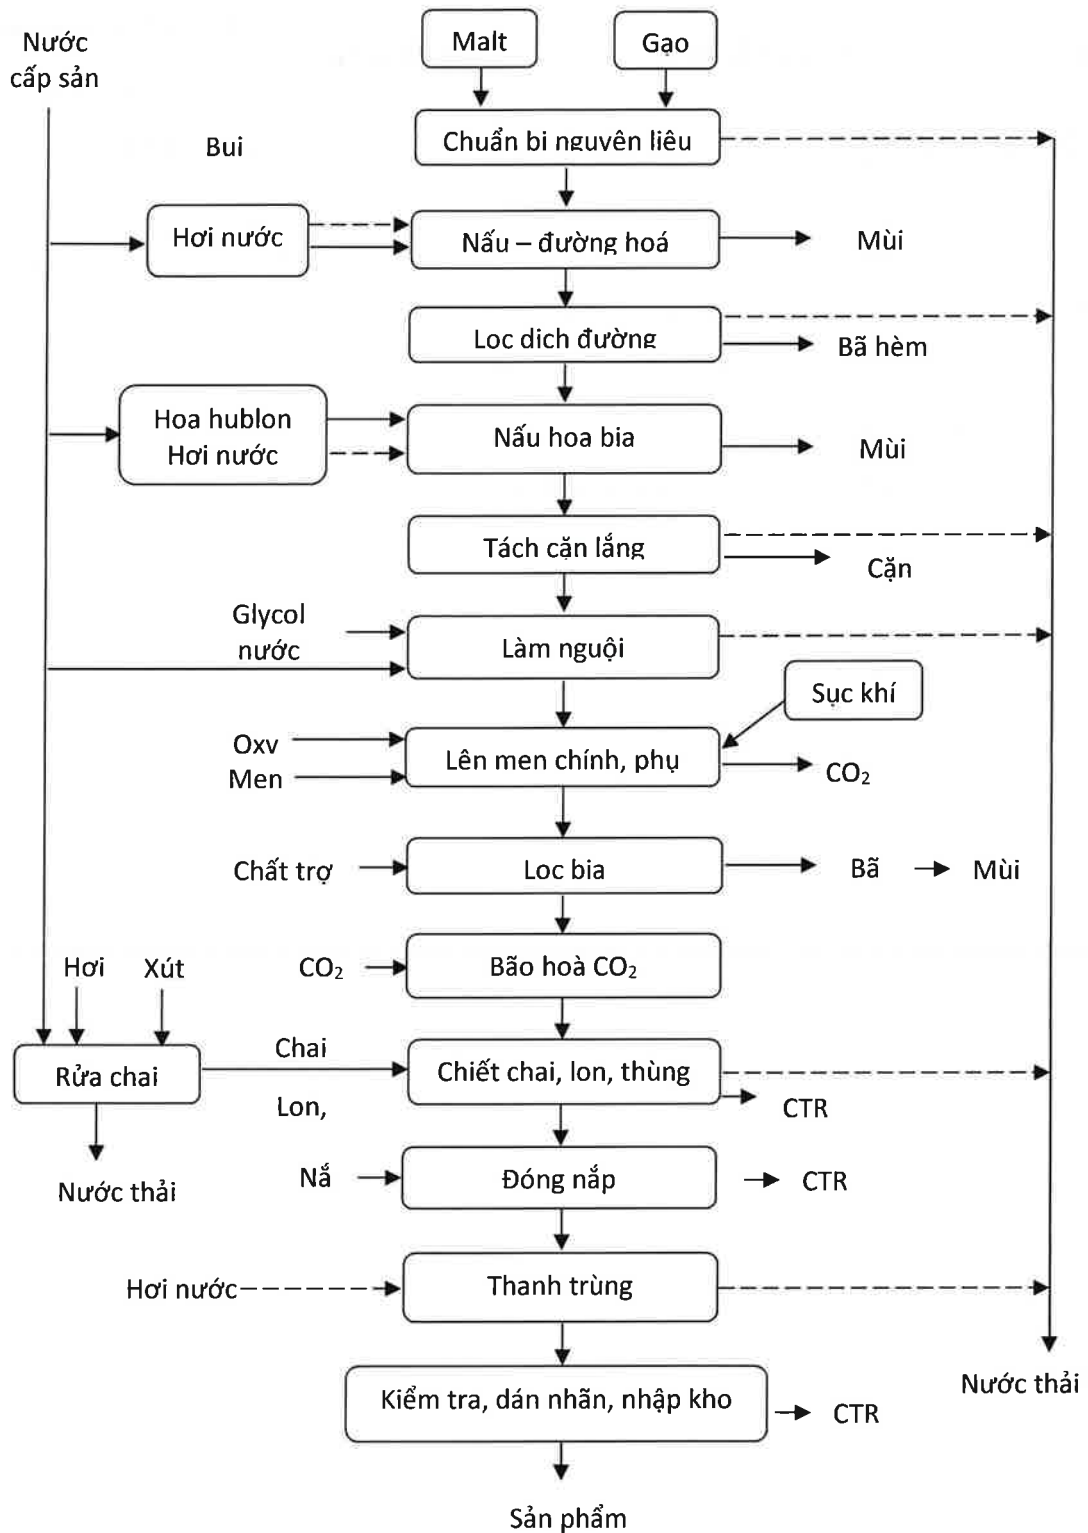 Nước
cấp sản
Malt
Gạo
Chuẩn bi nguyên liêu
Bui
Hơi nước
Nấu – đường hoá
Mùi
Loc dich đường
Bã hèm
Hoa hublon
Hơi nước
Nấu hoa bia
Mùi
Tách cặn lắng
Cặn
Glycol
nước
Làm nguội
Sục khí
Oxv
Men
Lên men chính, phụ
CO₂
Chất trợ
Loc bia
Bã
Mùi
CO₂
Bão hoà CO₂
Hơi
Xút
Rửa chai
Chai
Lon,
Chiết chai, lon, thùng
CTR
Nước thải
Nắ
Đóng nắp
CTR
Hơi nước
Thanh trùng
Nước thải
Kiểm tra, dán nhãn, nhập kho
CTR
Sản phẩm